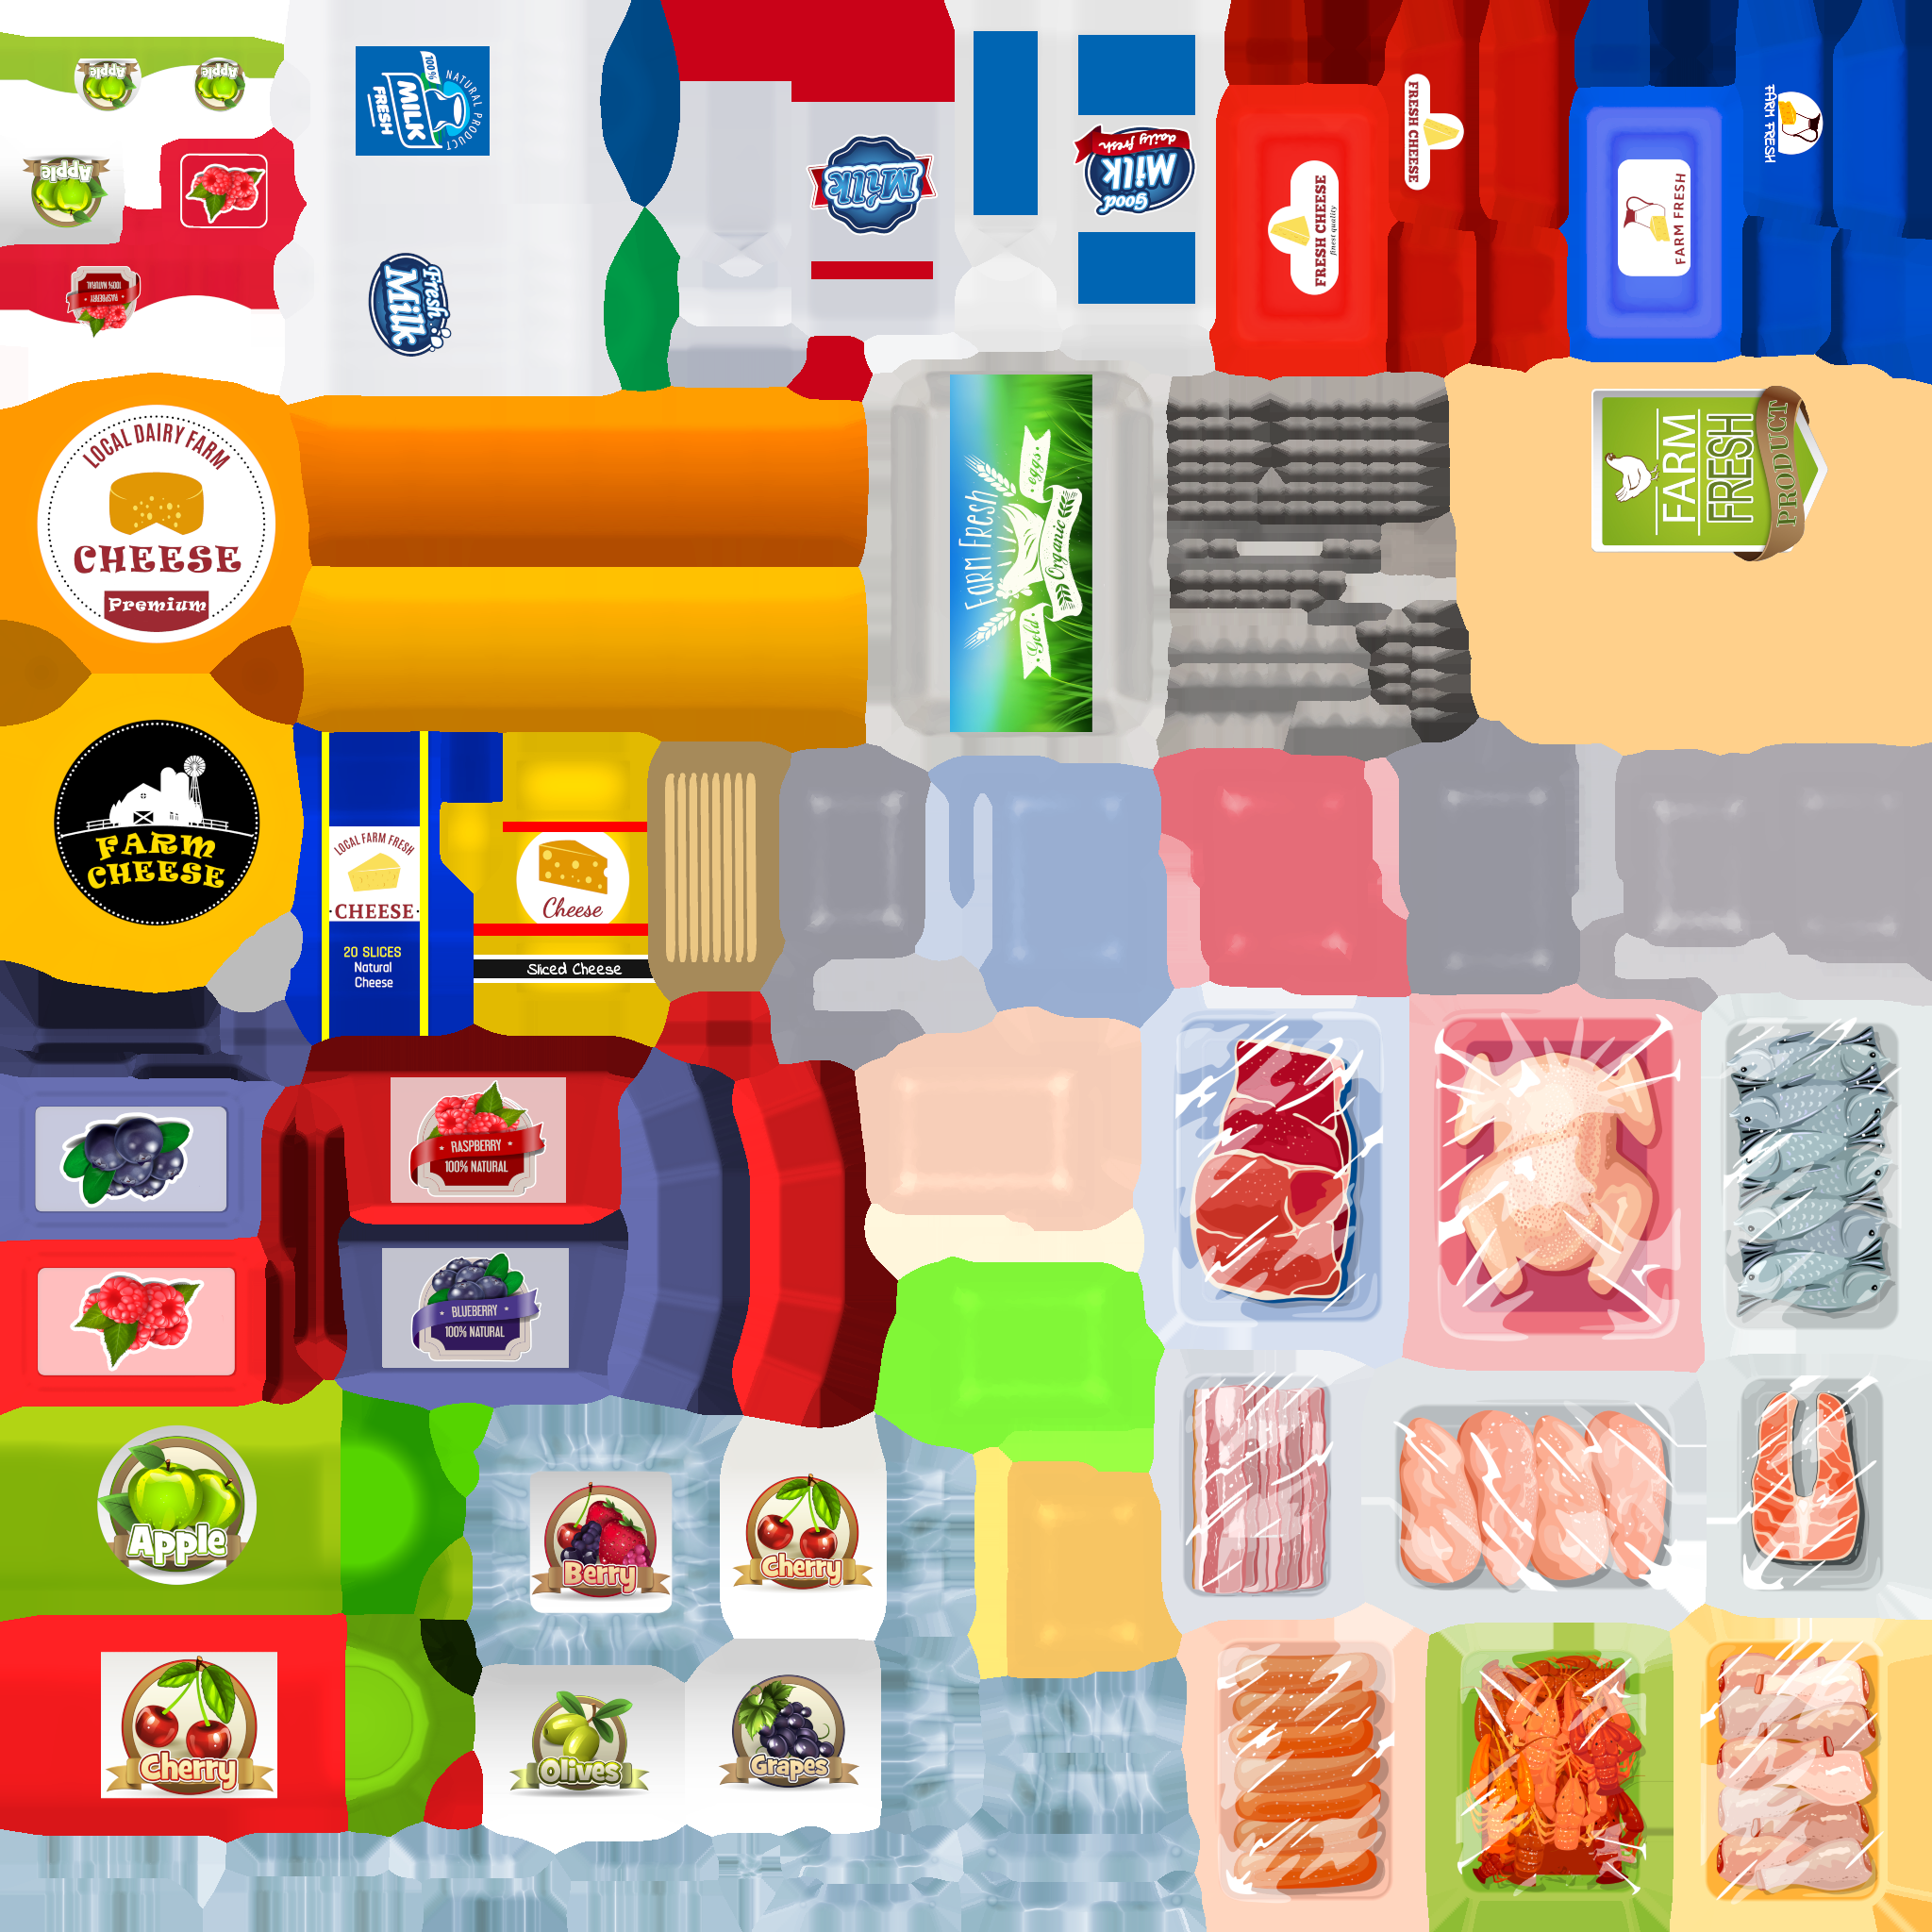 Apple
Apple
Apple
100% NATURAL
RASPBERRY
100%
NATURAL PRODUCT
MILK
FRESH
Fresh
Milk
Milk
good
Milk
daily fresh
FRESH CHEESE
finest quality
FRESH CHEESE
FARM FRESH
FARM FRESH
LOCAL DAIRY FARM
CHEESE
Premium
FARM FRESH
eggs
Organic
Gold
FARM
FRESH
PRODUCT
FARM
CHEESE
LOCAL FARM FRESH
CHEESE
20 SLICES
Natural
Cheese
Cheese
Sliced Cheese
RASPBERRY
100% NATURAL
BLUEBERRY
100% NATURAL
Apple
Berry
Cherry
Cherry
Olives
Grapes